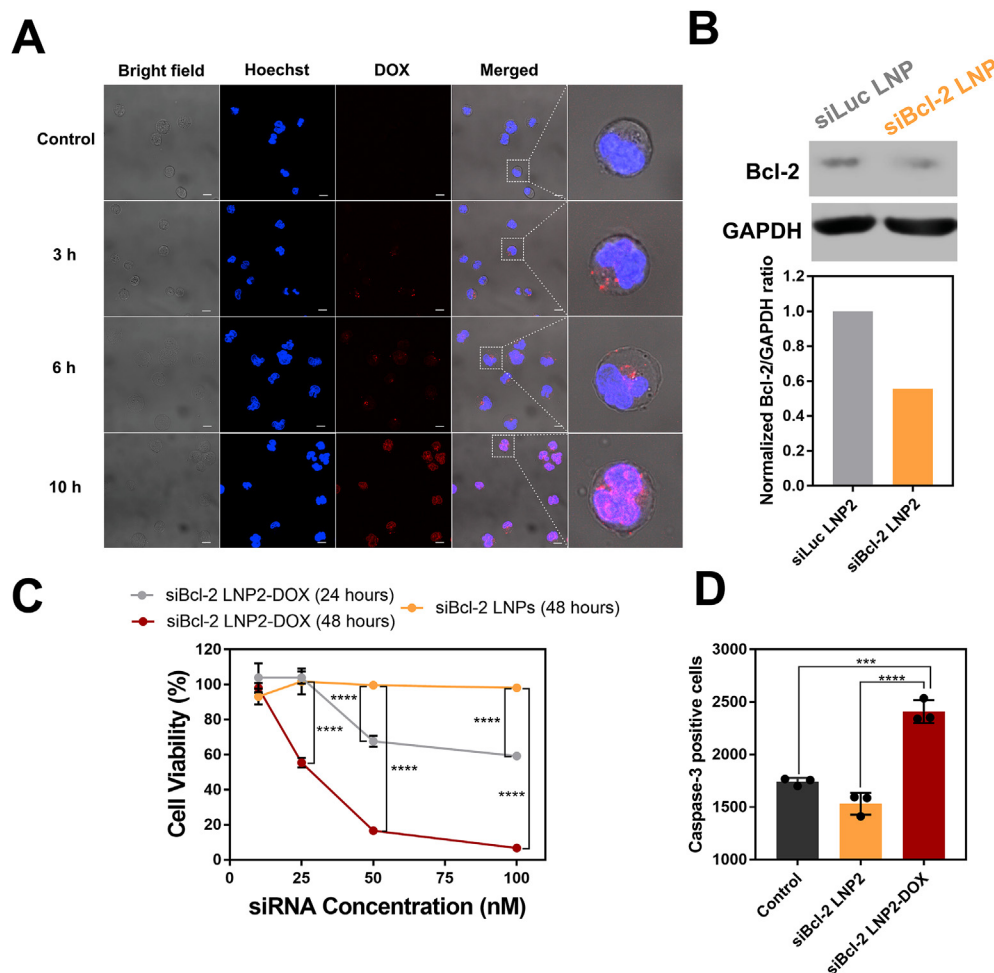 A
Bright field Hoechst DOX Merged
Control
3 h
6 h
10 h
B
siLuc LNP siBcl-2 LNP
Bcl-2
GAPDH
Normalized Bcl-2/GAPDH ratio
1.2
1.0
0.8
0.6
0.4
0.2
0.0
siLuc LNP2 siBcl-2 LNP2
C
siBcl-2 LNP2-DOX (24 hours)
siBcl-2 LNPs (48 hours)
siBcl-2 LNP2-DOX (48 hours)
Cell Viability (%)
120
100
80
60
40
20
0
0 25 50 75 100
siRNA Concentration (nM)
****
****
****
****
****
D
Caspase-3 positive cells
3000
2500
2000
1500
1000
***
****
Control siBcl-2 LNP2 siBcl-2 LNP2-DOX